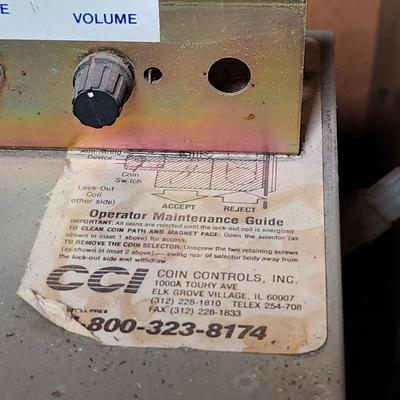 VOLUME
Anti-String
Device
Coin
Switch
Lock-Out
Coil
(other side)
ACCEPT REJECT
Operator Maintenance Guide
IMPORTANT: All coins are rejected until the lock-out coil is energized
TO CLEAN COIN PATH AND MAGNET FACE: Open the selector (as
shown in inset 1 above) for access.
TO REMOVE THE COIN SELECTOR: Unscrew the two retaining screws
(as shown in inset 2 above)— swing rear of selector body away from
the lock-out side and withdraw
CCI
COIN CONTROLS, INC.
1000A TOUHY AVE
ELK GROVE VILLAGE, IL 60007
(312) 228-1810 TELEX 254-708
FAX (312) 228-1833
TOLL FREE
800-323-8174